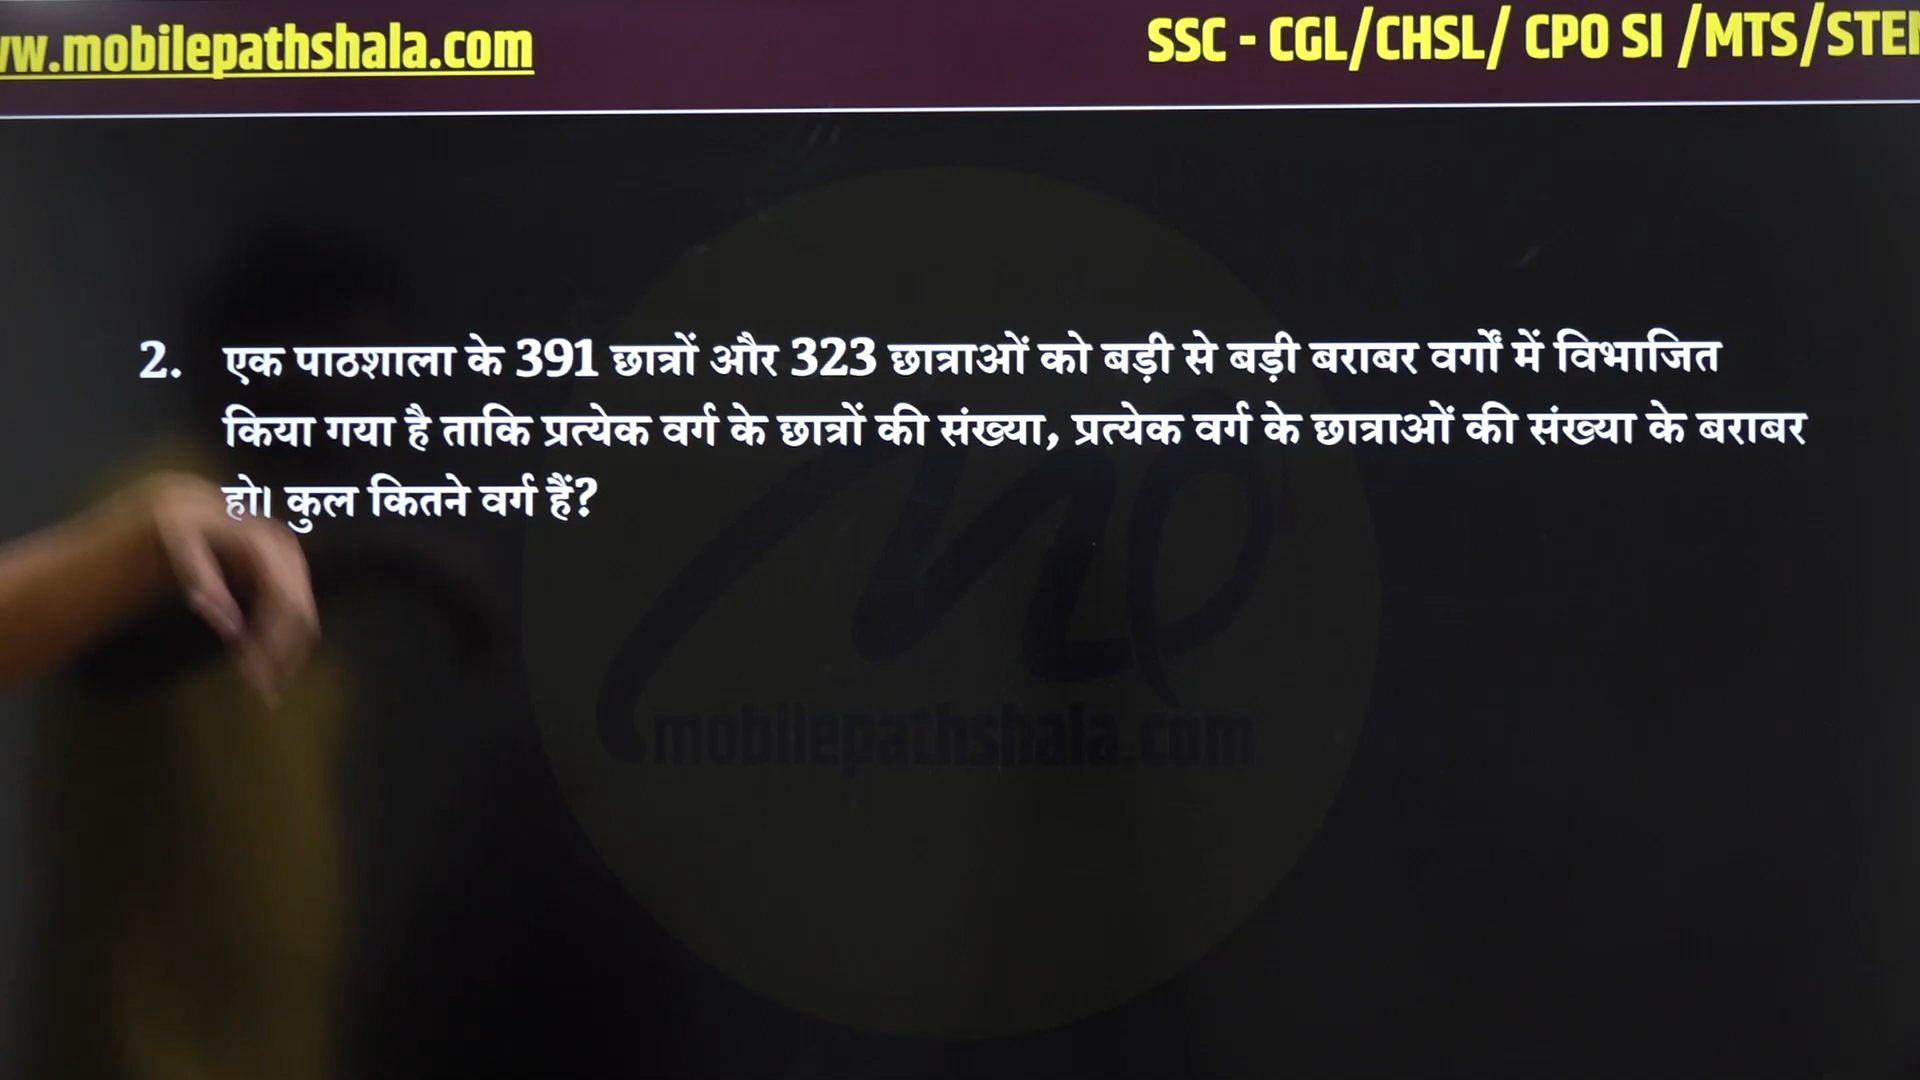 w.mobilepathshala.com
SSC - CGL/CHSL/ CPO SI /MTS/STE
2. एक पाठशाला के 391 छात्रों और 323 छात्राओं को बड़ी से बड़ी बराबर वर्गों में विभाजित
किया गया है ताकि प्रत्येक वर्ग के छात्रों की संख्या, प्रत्येक वर्ग के छात्राओं की संख्या के बराबर
हो। कुल कितने वर्ग हैं?
mobilepathshala.com